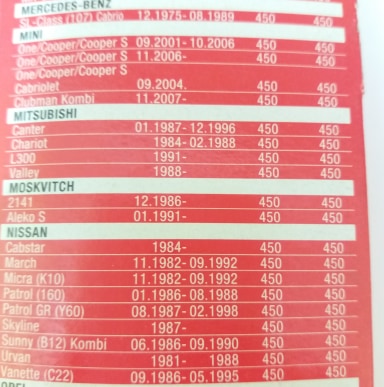 MERCEDES-BENZ
SL-Class (107) Cabrio 12.1975-08.1989 450 450
MINI
One/Cooper/Cooper S 09.2001-10.2006 450 450
One/Cooper/Cooper S 11.2006- 450 450
One/Cooper/Cooper S
Cabriolet 09.2004. 450 450
Clubman Kombi 11.2007- 450 450
MITSUBISHI
Canter 01.1987-12.1996 450 450
Chariot 1984-02.1988 450 450
L300 1991- 450 450
Valley 1988- 450 450
MOSKVITCH
2141 12.1986- 450 450
Aleko S 01.1991- 450 450
NISSAN
Cabstar 1984- 450 450
March 11.1982-09.1992 450 450
Micra (K10) 11.1982-09.1992 450 450
Patrol (160) 01.1986-08.1988 450 450
Patrol GR (Y60) 08.1987-02.1998 450 450
Skyline 1987- 450 450
Sunny (B12) Kombi 06.1986-09.1990 450 450
Urvan 1981- 1988 450 450
Vanette (C22) 09.1986-05.1995 450 450
OPEL